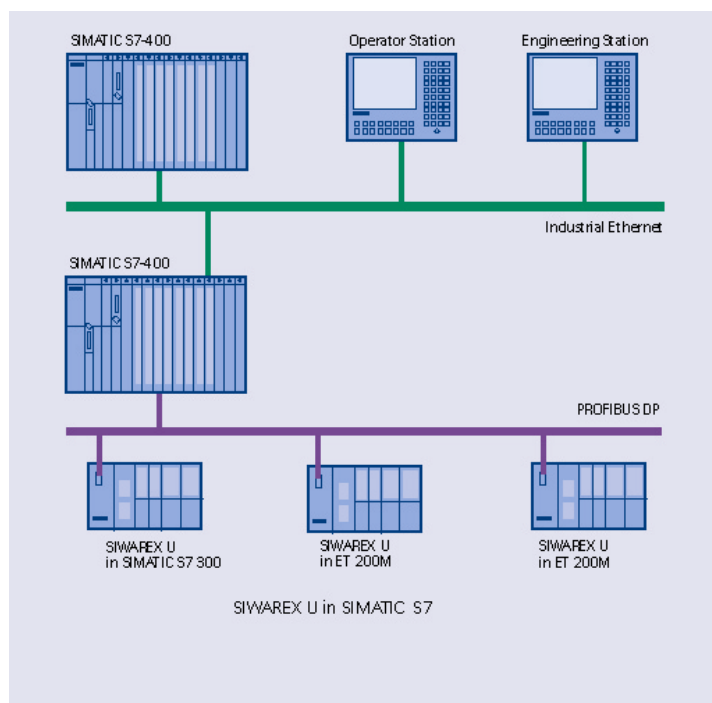 SIMATIC S7-400
Operator Station
Engineering Station
Industrial Ethernet
SIMATIC S7-400
PROFIBUS DP
SIWAREX U
in SIMATIC S7 300
SIWAREX U
in ET 200M
SIWAREX U
in ET 200M
SIWAREX U in SIMATIC S7